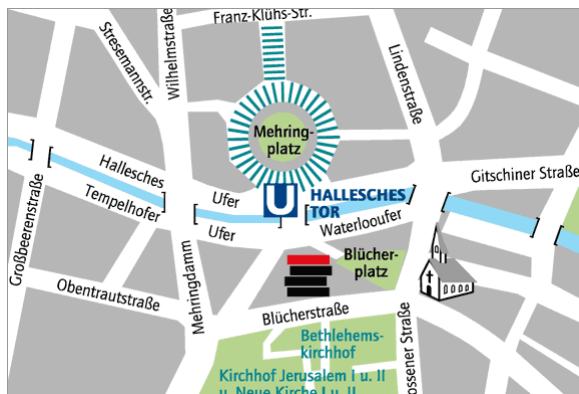 Franz-Klühs-Str.
Stresemannstr.
Wilhelmstraße
Lindenstraße
Mehring-
platz
Hallesches
Gitschiner Straße
Tempelhofer
Ufer
U
HALLESCHES
TOR
Ufer
Waterlooufer
Großbeerenstraße
Blücher-
platz
Obentrautstraße
Mehringdamm
Blücherstraße
Bethlehems-
kirchhof
ossener Straße
Kirchhof Jerusalem I u. II
u. Neue Kirche I u. II